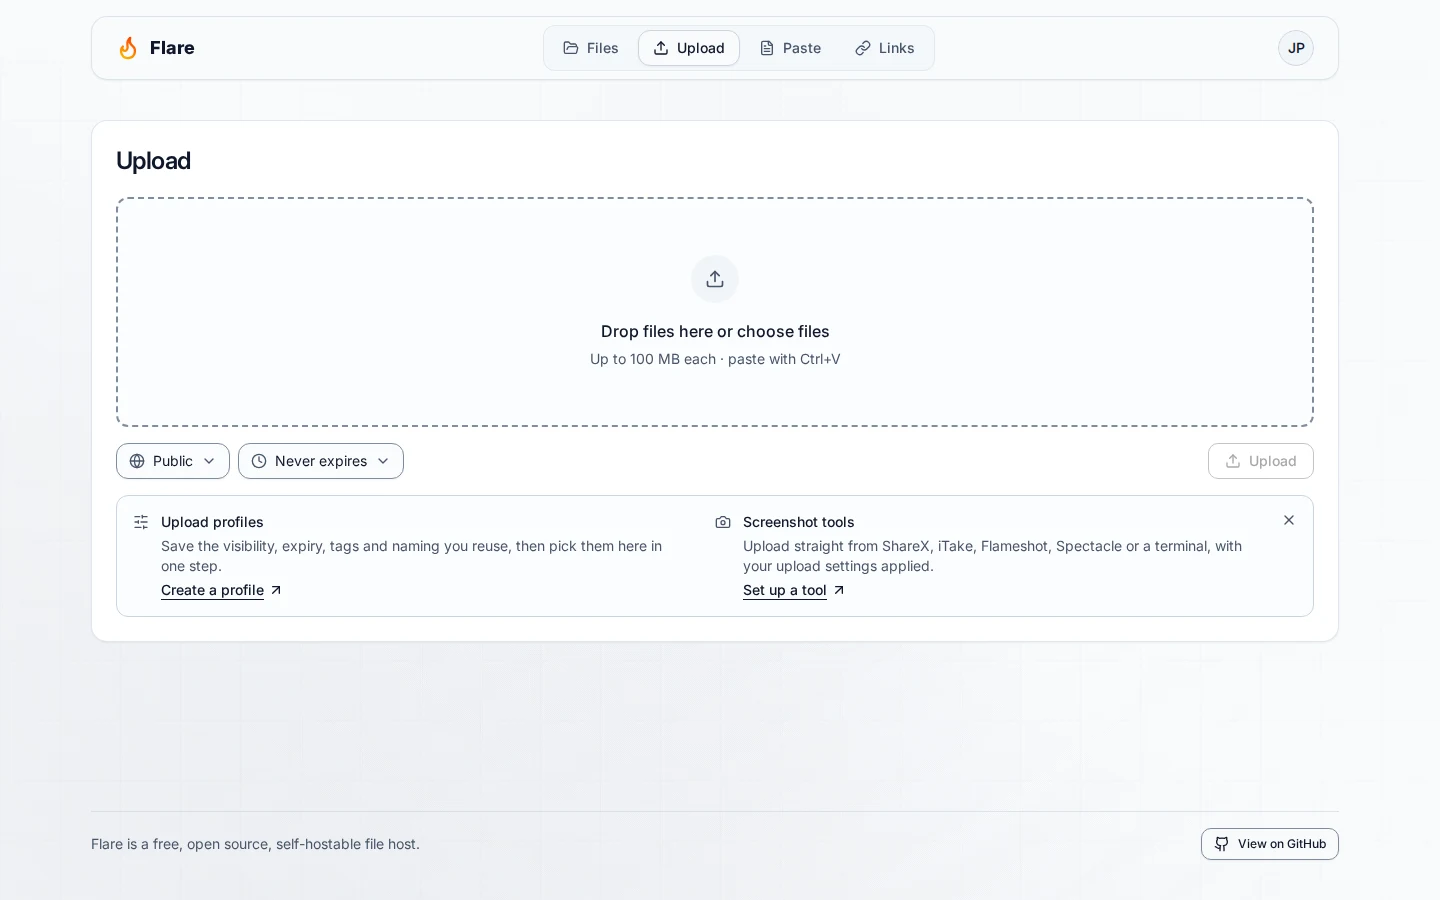 Flare
Files
Upload
Paste
Links
JP
Upload
Drop files here or choose files
Up to 100 MB each · paste with Ctrl+V
Public
Never expires
Upload
Upload profiles
Save the visibility, expiry, tags and naming you reuse, then pick them here in
one step.
Create a profile
Screenshot tools
Upload straight from ShareX, iTake, Flameshot, Spectacle or a terminal, with
your upload settings applied.
Set up a tool
Flare is a free, open source, self-hostable file host.
View on GitHub